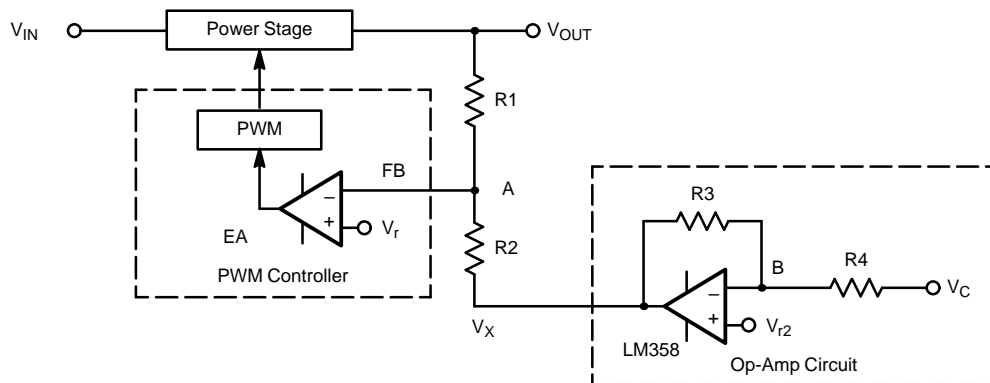 V_IN
Power Stage
V_OUT
R1
PWM
FB
A
−
+
V_r
EA
R2
PWM Controller
R3
B
R4
V_C
−
+
V_r2
V_X
LM358
Op-Amp Circuit